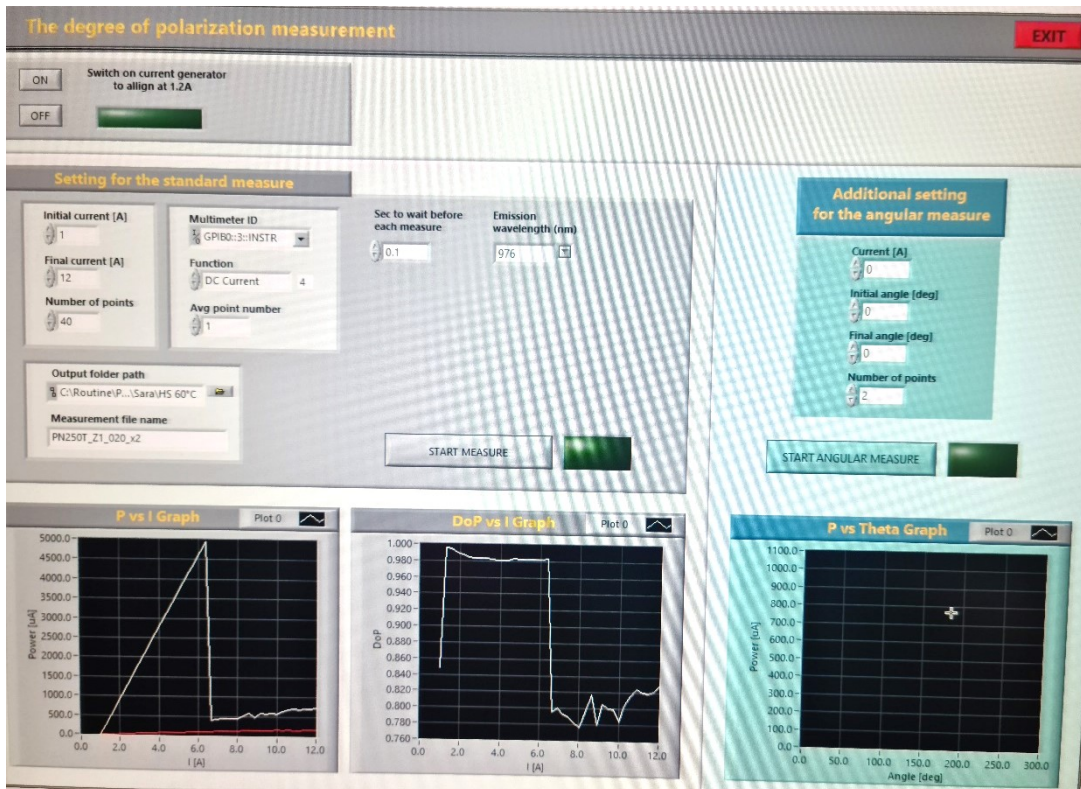 The degree of polarization measurement
EXIT
ON
OFF
Switch on current generator
to allign at 1.2A
Setting for the standard measure
Initial current [A]
1
Final current [A]
12
Number of points
40
Multimeter ID
GPIB0::3::INSTR
Function
DC Current 4
Avg point number
1
Sec to wait before
each measure
0.1
Emission
wavelength (nm)
976
Output folder path
C:\Routine\P...\Sara\HS 60°C
Measurement file name
PN250T_Z1_020_x2
START MEASURE
Additional setting
for the angular measure
Current [A]
0
Initial angle [deg]
0
Final angle [deg]
0
Number of points
2
START ANGULAR MEASURE
P vs I Graph
Plot 0
5000.0
4500.0
4000.0
3500.0
3000.0
2500.0
2000.0
1500.0
1000.0
500.0
0.0
Power [uA]
0.0 2.0 4.0 6.0 8.0 10.0 12.0
I [A]
DoP vs I Graph
Plot 0
1.000
0.980
0.960
0.940
0.920
0.900
0.880
0.860
0.840
0.820
0.800
0.780
0.760
DoP
0.0 2.0 4.0 6.0 8.0 10.0 12.0
I [A]
P vs Theta Graph
Plot 0
1100.0
1000.0
900.0
800.0
700.0
600.0
500.0
400.0
300.0
200.0
100.0
0.0
Power [uA]
0.0 50.0 100.0 150.0 200.0 250.0 300.0
Angle [deg]